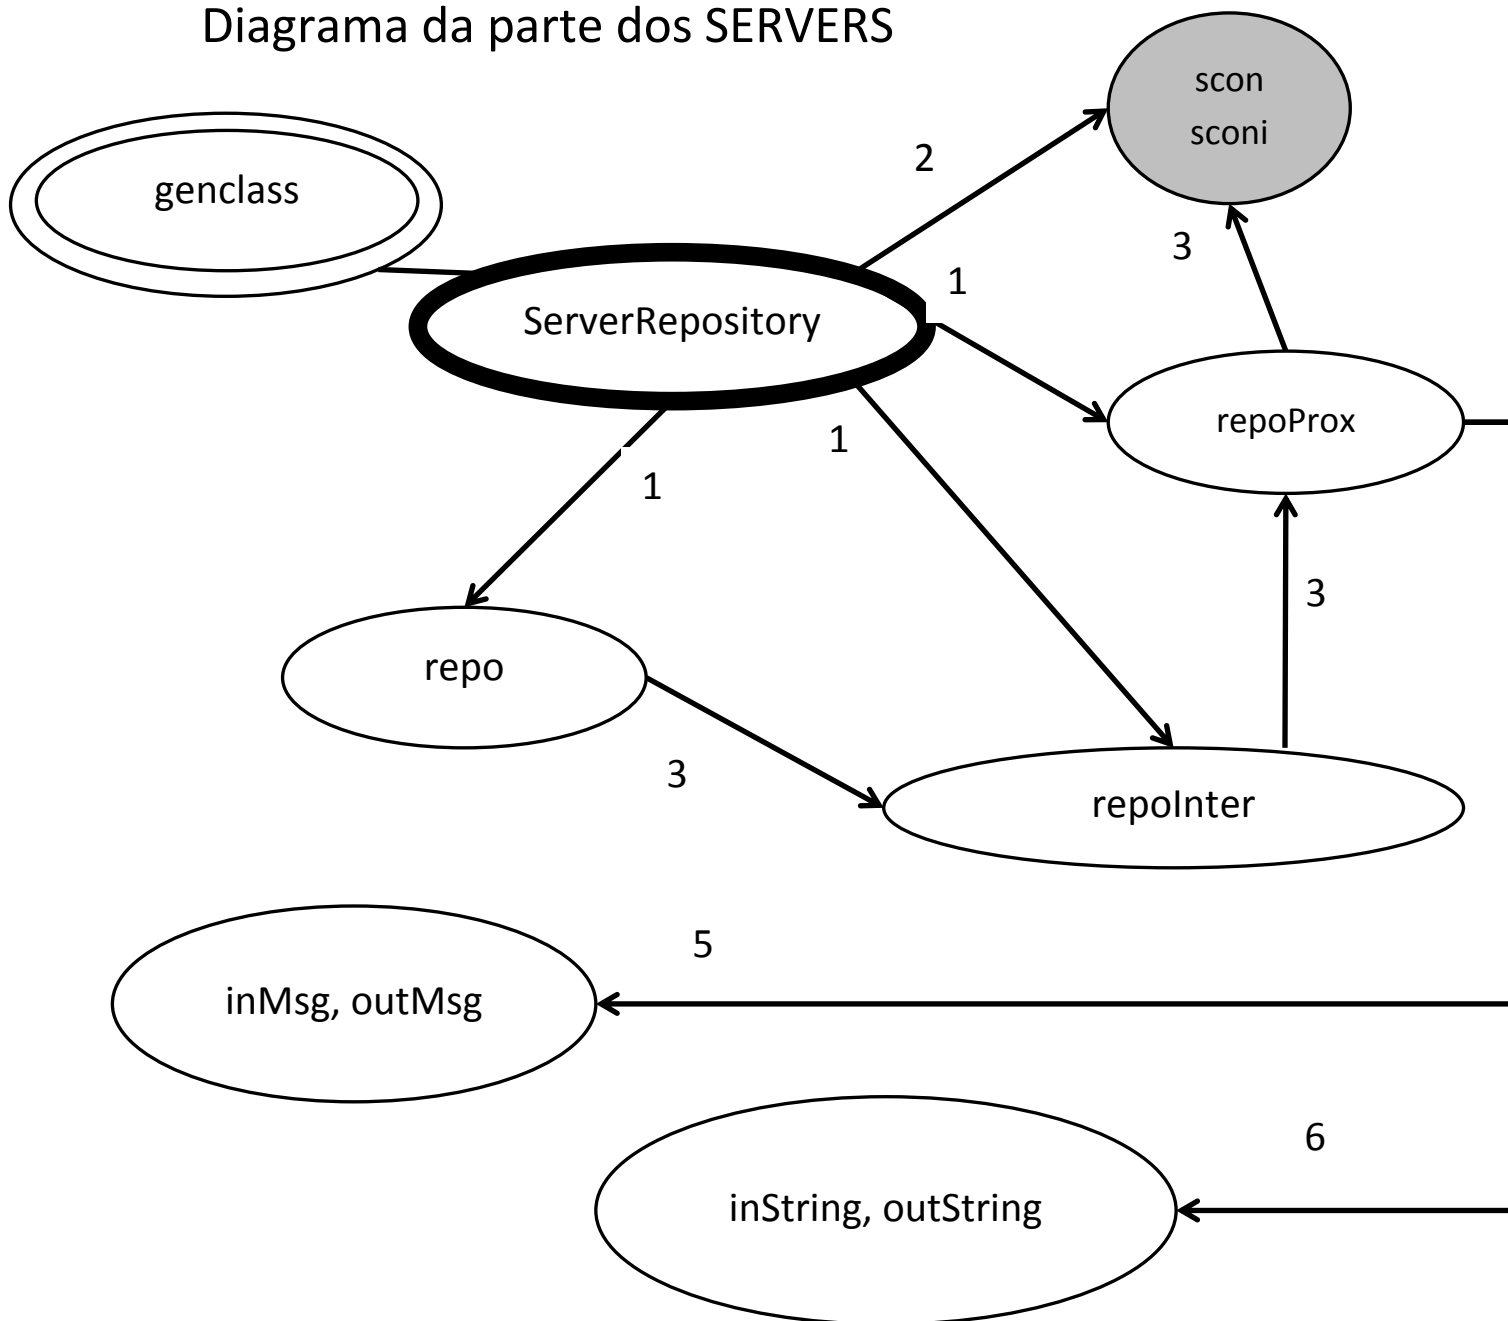 Diagrama da parte dos SERVERS
scon
sconi
2
genclass
3
1
ServerRepository
repoProx
1
1
3
repo
3
repoInter
5
inMsg, outMsg
6
inString, outString